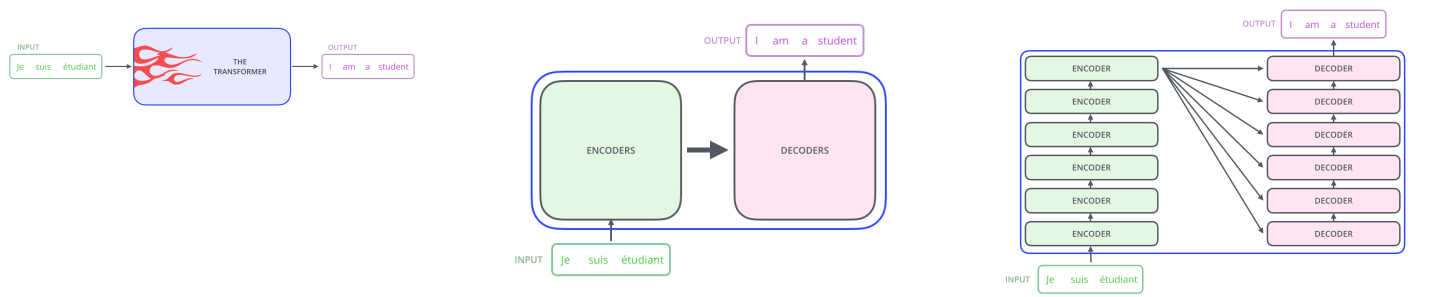 INPUT
Je suis étudiant
THE
TRANSFORMER
OUTPUT
I am a student
OUTPUT
I am a student
ENCODERS
DECODERS
INPUT
Je suis étudiant
OUTPUT
I am a student
ENCODER
DECODER
ENCODER
DECODER
ENCODER
DECODER
ENCODER
DECODER
ENCODER
DECODER
ENCODER
DECODER
INPUT
Je suis étudiant